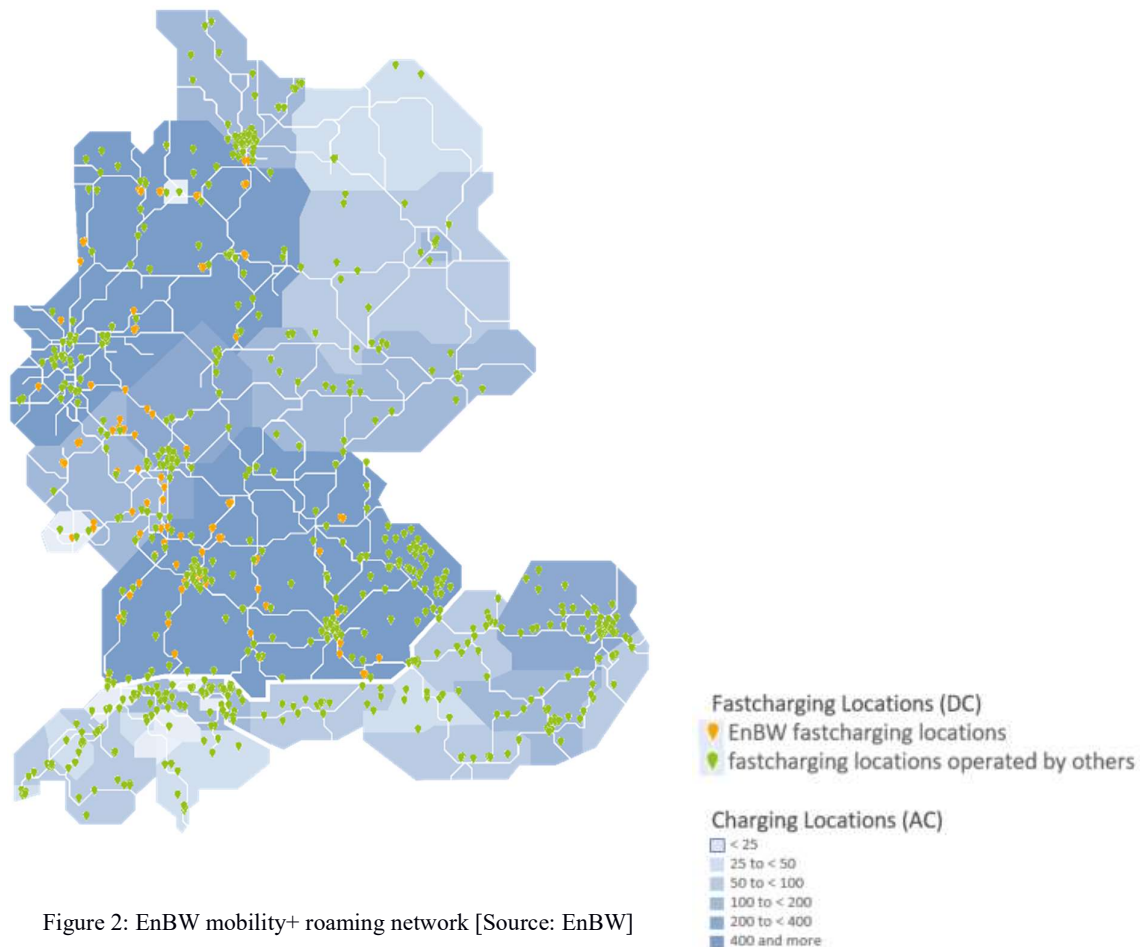 Fastcharging Locations (DC)
EnBW fastcharging locations
fastcharging locations operated by others
Charging Locations (AC)
< 25
25 to < 50
50 to < 100
100 to < 200
200 to < 400
400 and more
Figure 2: EnBW mobility+ roaming network [Source: EnBW]